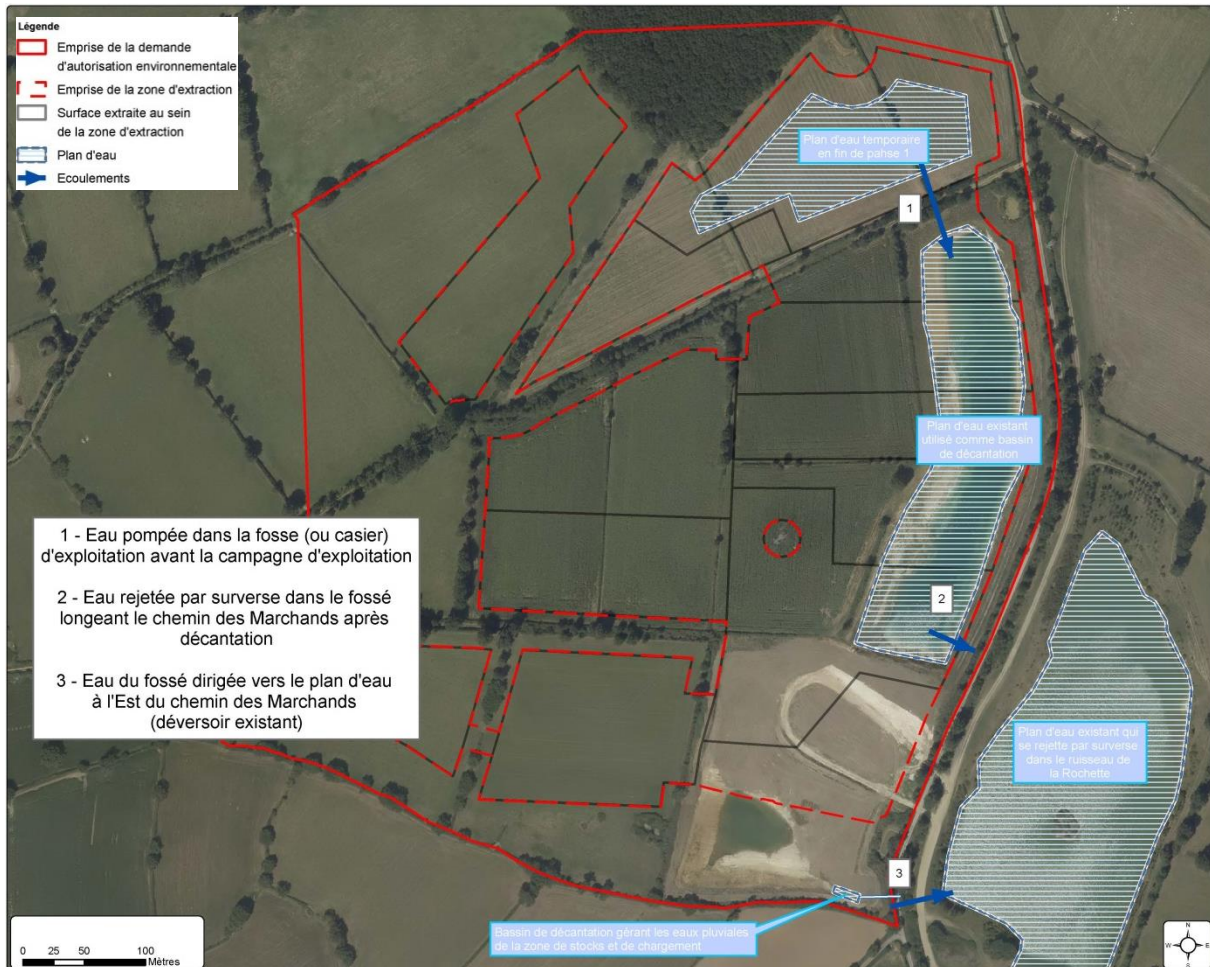 Légende
Emprise de la demande
d'autorisation environnementale
Emprise de la zone d'extraction
Surface extraite au sein
de la zone d'extraction
Plan d'eau
Ecoulements
Plan d'eau temporaire
en fin de pahse 1
1
Plan d'eau existant
utilisé comme bassin
de décantation
1 - Eau pompée dans la fosse (ou casier)
d'exploitation avant la campagne d'exploitation
2 - Eau rejetée par surverse dans le fossé
longeant le chemin des Marchands après
décantation
3 - Eau du fossé dirigée vers le plan d'eau
à l'Est du chemin des Marchands
(déversoir existant)
2
Plan d'eau existant qui
se rejette par surverse
dans le ruisseau de
la Rochette
3
Bassin de décantation gérant les eaux pluviales
de la zone de stocks et de chargement
0 25 50 100
Mètres
N
W E
S